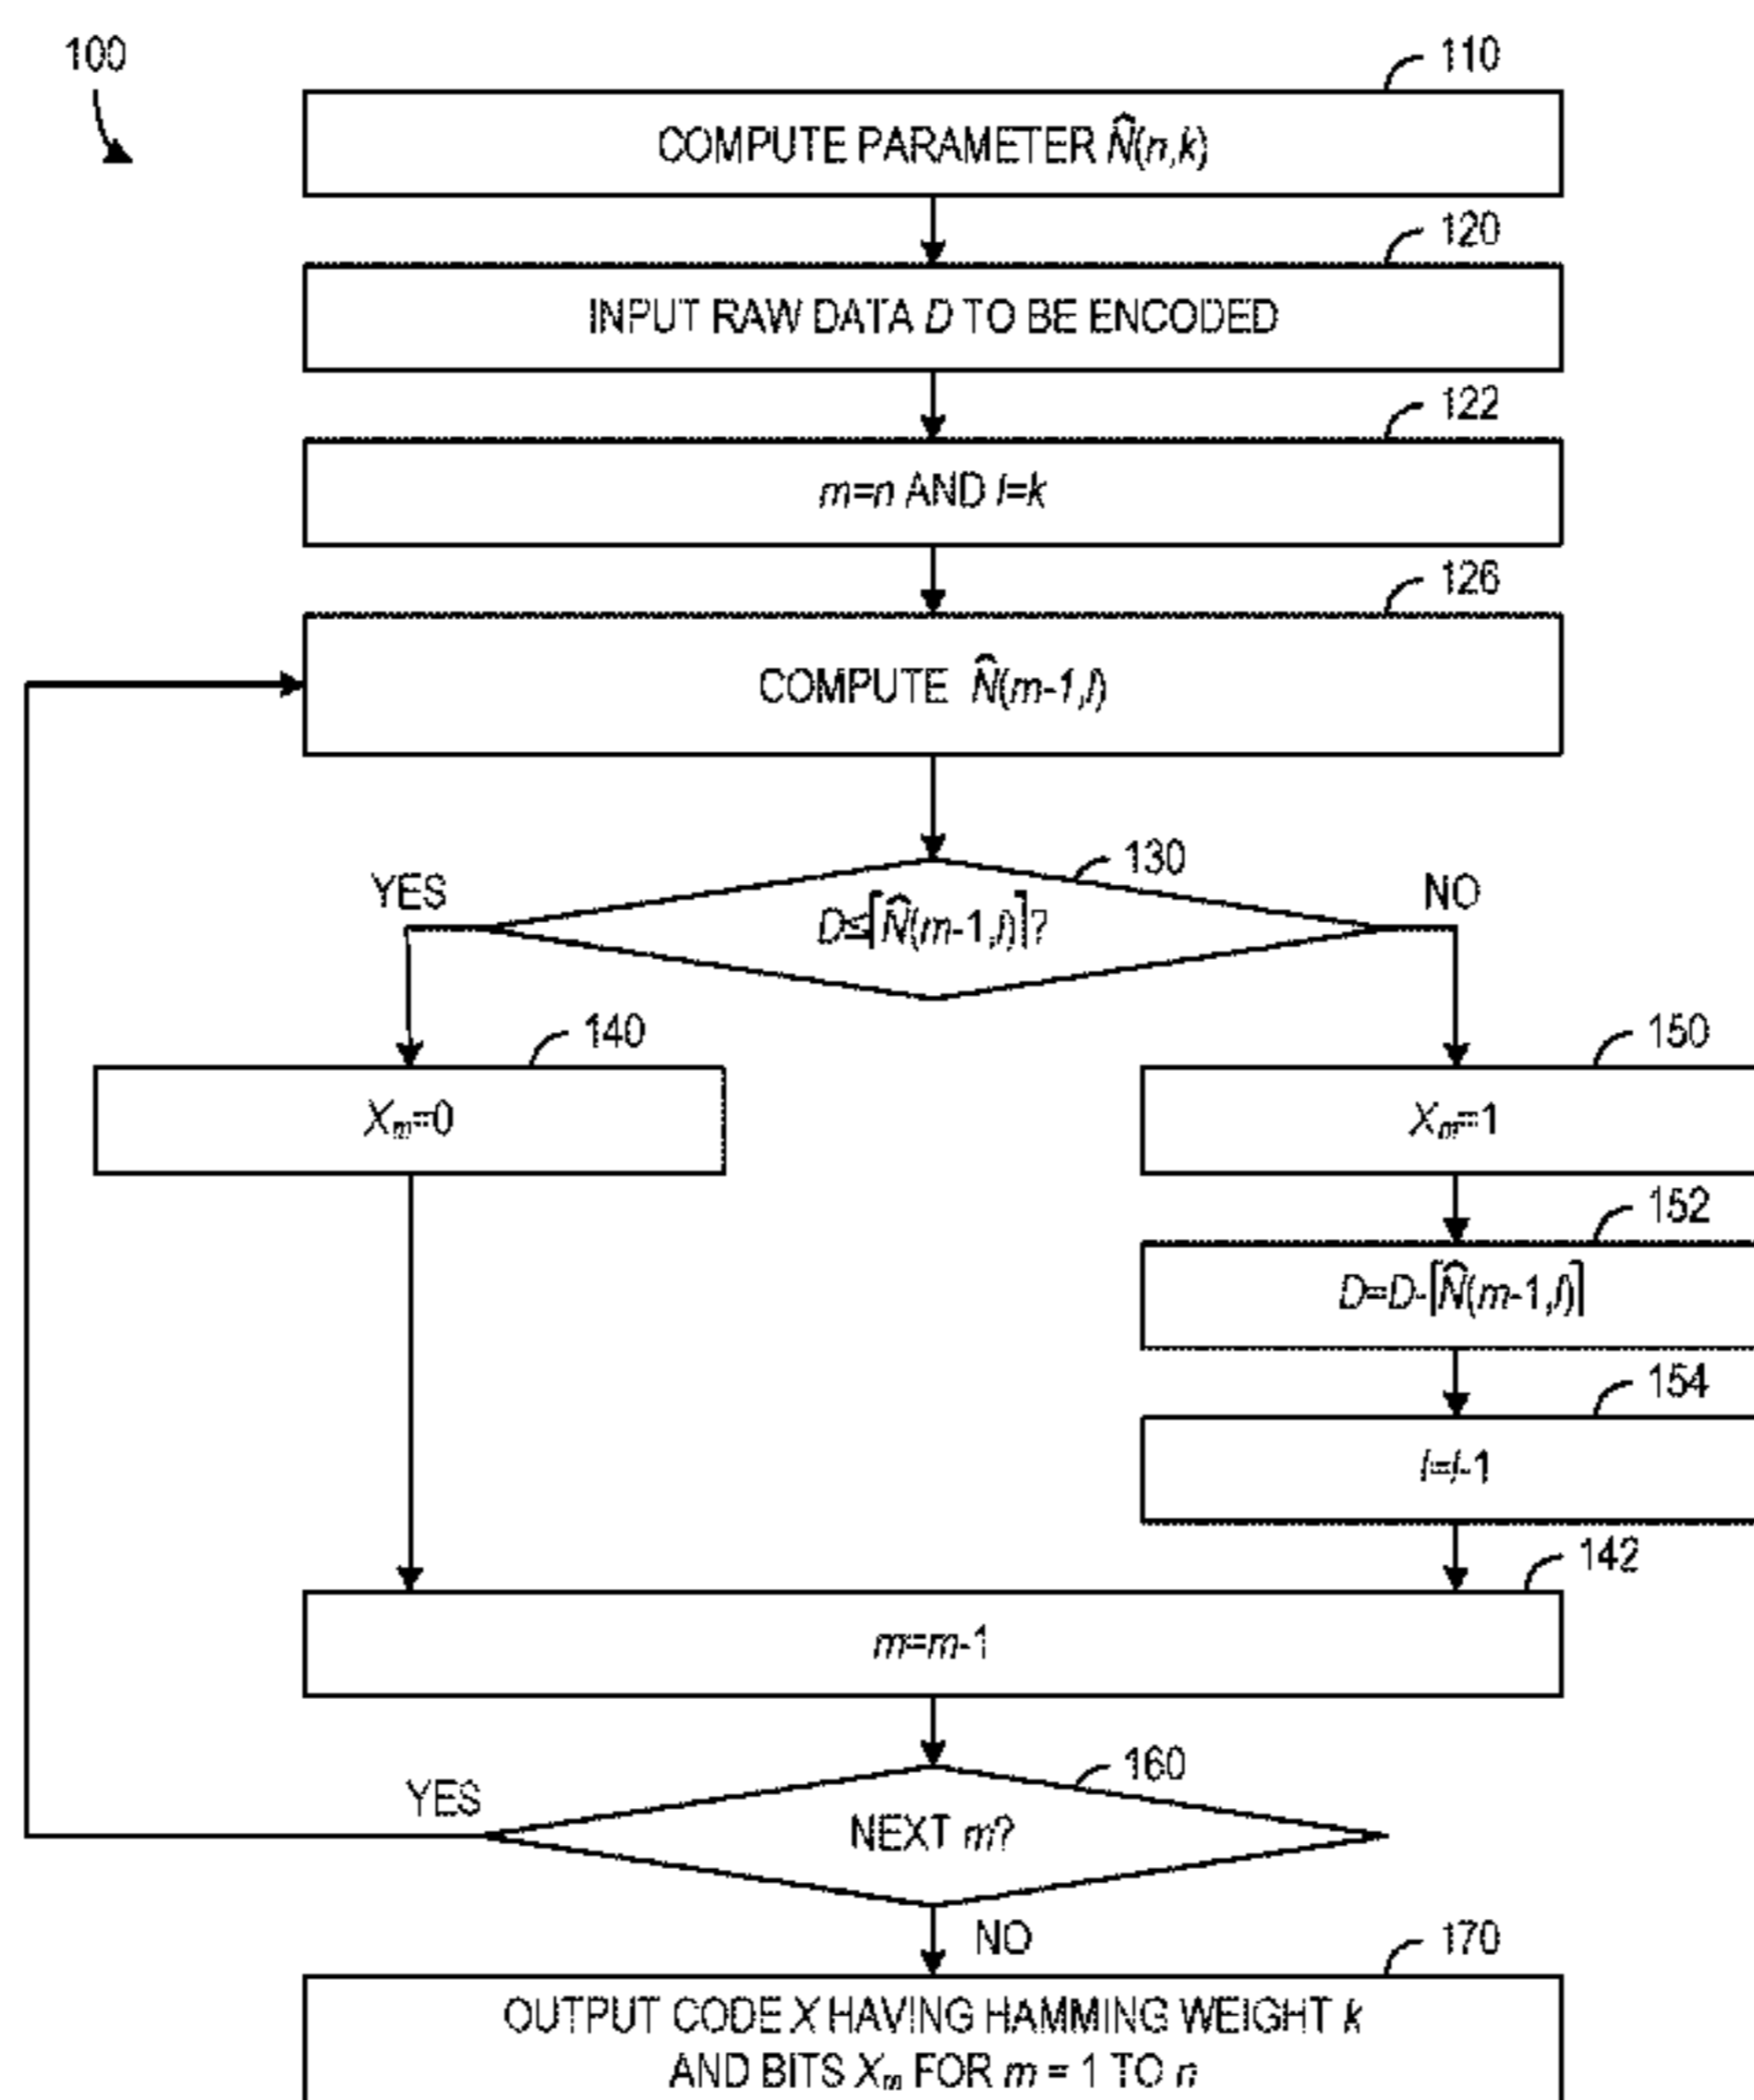 100
110
COMPUTE PARAMETER N̂(n,k)
120
INPUT RAW DATA D TO BE ENCODED
122
m=n AND l=k
126
COMPUTE N̂(m-1,l)
130
YES
D≤⌈N̂(m-1,l)⌉?
NO
140
Xm=0
150
Xm=1
152
D=D-⌈N̂(m-1,l)⌉
154
l=l-1
142
m=m-1
160
YES
NEXT m?
NO
170
OUTPUT CODE X HAVING HAMMING WEIGHT k
AND BITS Xm FOR m = 1 TO n